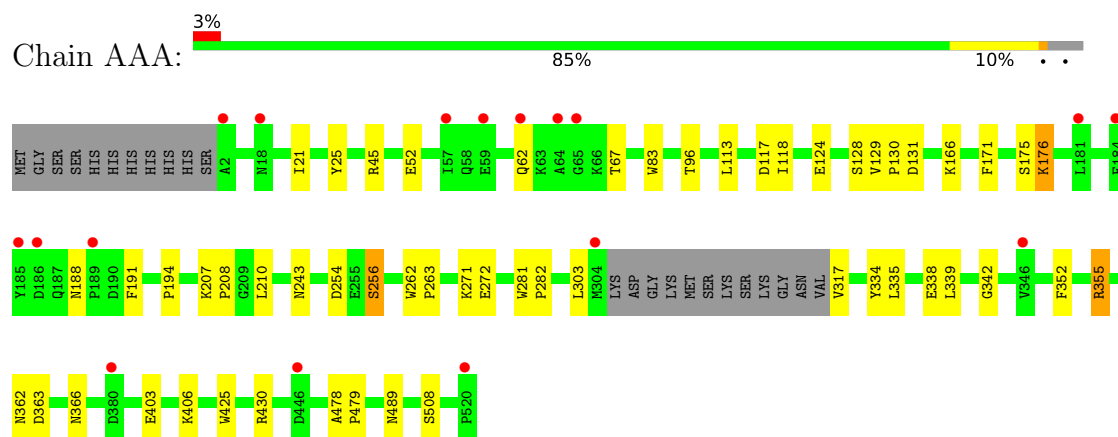 3%
Chain AAA:
85% 10% • •
MET GLY SER SER HIS HIS HIS HIS HIS HIS SER A2 N18 I21 Y25 R45 E52 I57 Q58 E59 Q62 K63 A64 G65 K66 T67 W83 T96 L113 D117 I118 E124 S128 V129 P130 D131 K166 F171 S175 K176 L181 E184
Y185 D186 Q187 N188 P189 D190 F191 P194 K207 P208 G209 L210 N243 D254 E255 S256 W262 P263 K271 E272 W281 P282 L303 M304 LYS ASP GLY LYS MET SER LYS SER LYS GLY ASN VAL V317 Y334 L335 E338 L339 G342 V346 F352 R355
N362 D363 N366 D380 E403 K406 W425 R430 D446 A478 P479 N489 S508 P520